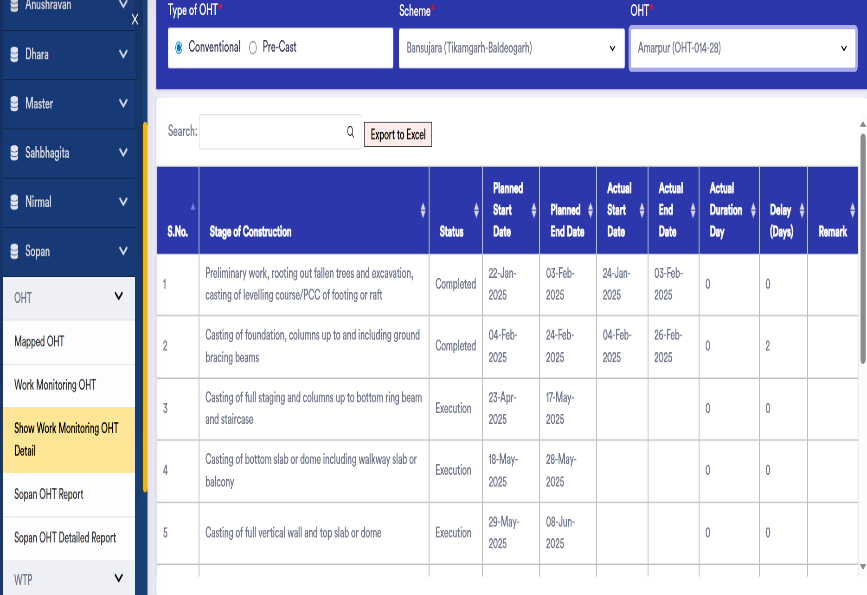 Anushravan
X
Dhara
Master
Sahbhagita
Nirmal
Sopan
OHT
Mapped OHT
Work Monitoring OHT
Show Work Monitoring OHT
Detail
Sopan OHT Report
Sopan OHT Detailed Report
WTP
Type of OHT*
Conventional Pre-Cast
Scheme*
Bansujara (Tikamgarh-Baldeogarh)
OHT*
Amarpur (OHT-014-28)
Search:
Export to Excel
S.No.
Stage of Construction
Status
Planned
Start
Date
Planned
End Date
Actual
Start
Date
Actual
End
Date
Actual
Duration
Day
Delay
(Days)
Remark
1
Preliminary work, rooting out fallen trees and excavation,
casting of levelling course/PCC of footing or raft
Completed
22-Jan-
2025
03-Feb-
2025
24-Jan-
2025
03-Feb-
2025
0
0
2
Casting of foundation, columns up to and including ground
bracing beams
Completed
04-Feb-
2025
24-Feb-
2025
04-Feb-
2025
26-Feb-
2025
0
2
3
Casting of full staging and columns up to bottom ring beam
and staircase
Execution
23-Apr-
2025
17-May-
2025
0
0
4
Casting of bottom slab or dome including walkway slab or
balcony
Execution
18-May-
2025
28-May-
2025
0
0
5
Casting of full vertical wall and top slab or dome
Execution
29-May-
2025
08-Jun-
2025
0
0